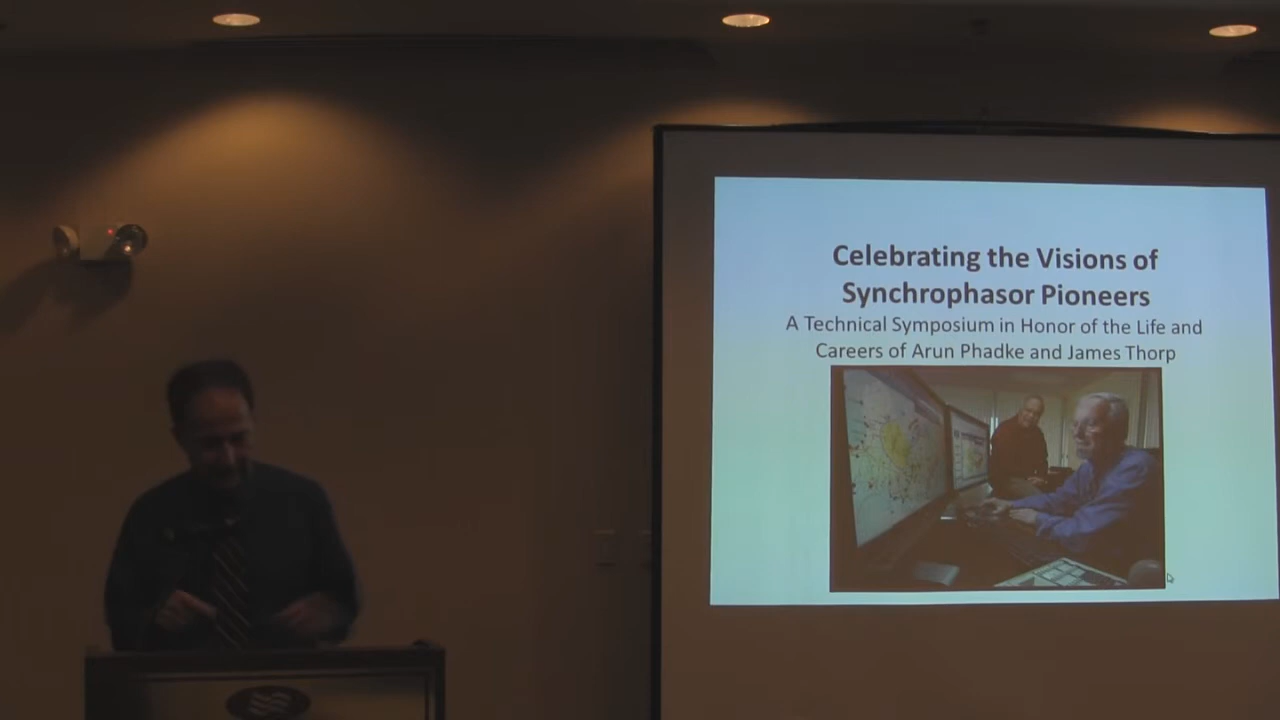 Celebrating the Visions of
Synchrophasor Pioneers
A Technical Symposium in Honor of the Life and
Careers of Arun Phadke and James Thorp